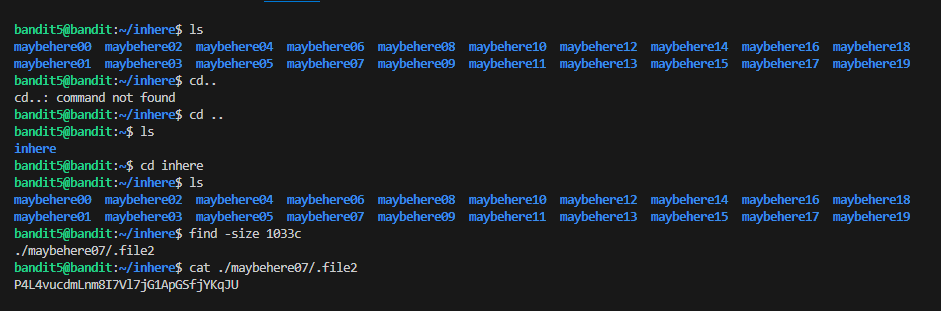 bandit5@bandit:~/inhere$ ls
maybehere00 maybehere02 maybehere04 maybehere06 maybehere08 maybehere10 maybehere12 maybehere14 maybehere16 maybehere18
maybehere01 maybehere03 maybehere05 maybehere07 maybehere09 maybehere11 maybehere13 maybehere15 maybehere17 maybehere19
bandit5@bandit:~/inhere$ cd..
cd..: command not found
bandit5@bandit:~/inhere$ cd ..
bandit5@bandit:~$ ls
inhere
bandit5@bandit:~$ cd inhere
bandit5@bandit:~/inhere$ ls
maybehere00 maybehere02 maybehere04 maybehere06 maybehere08 maybehere10 maybehere12 maybehere14 maybehere16 maybehere18
maybehere01 maybehere03 maybehere05 maybehere07 maybehere09 maybehere11 maybehere13 maybehere15 maybehere17 maybehere19
bandit5@bandit:~/inhere$ find -size 1033c
./maybehere07/.file2
bandit5@bandit:~/inhere$ cat ./maybehere07/.file2
P4L4vucdmLnm8I7Vl7jG1ApGSfjYKqJU